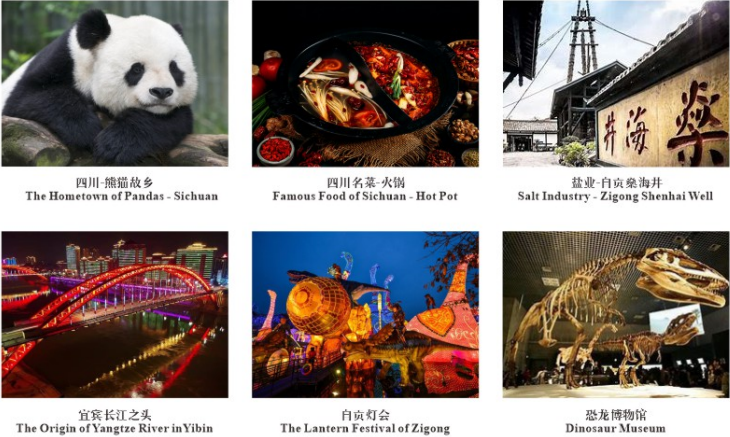 井海燊
四川-熊猫故乡
The Hometown of Pandas - Sichuan
四川名菜-火锅
Famous Food of Sichuan - Hot Pot
盐业-自贡燊海井
Salt Industry - Zigong Shenhai Well
宜宾长江之头
The Origin of Yangtze River inYibin
自贡灯会
The Lantern Festival of Zigong
恐龙博物馆
Dinosaur Museum